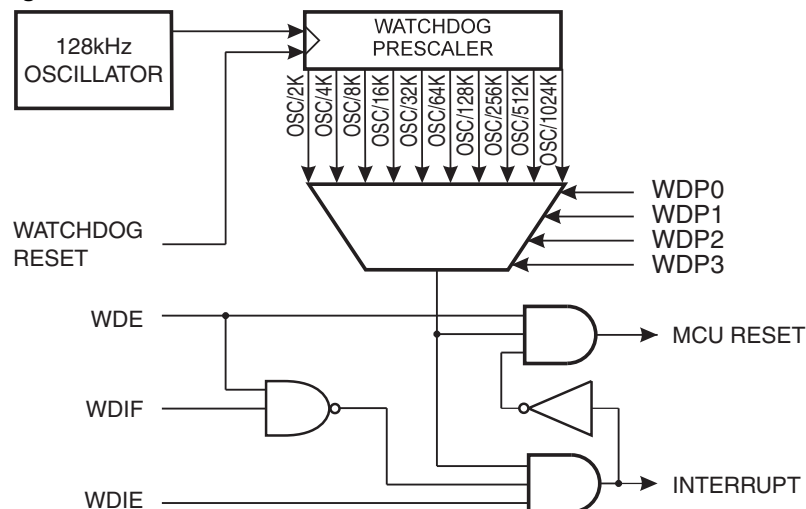 128kHz
OSCILLATOR
WATCHDOG
PRESCALER
OSC/2K
OSC/4K
OSC/8K
OSC/16K
OSC/32K
OSC/64K
OSC/128K
OSC/256K
OSC/512K
OSC/1024K
WDP0
WDP1
WDP2
WDP3
WATCHDOG
RESET
WDE
MCU RESET
WDIF
INTERRUPT
WDIE